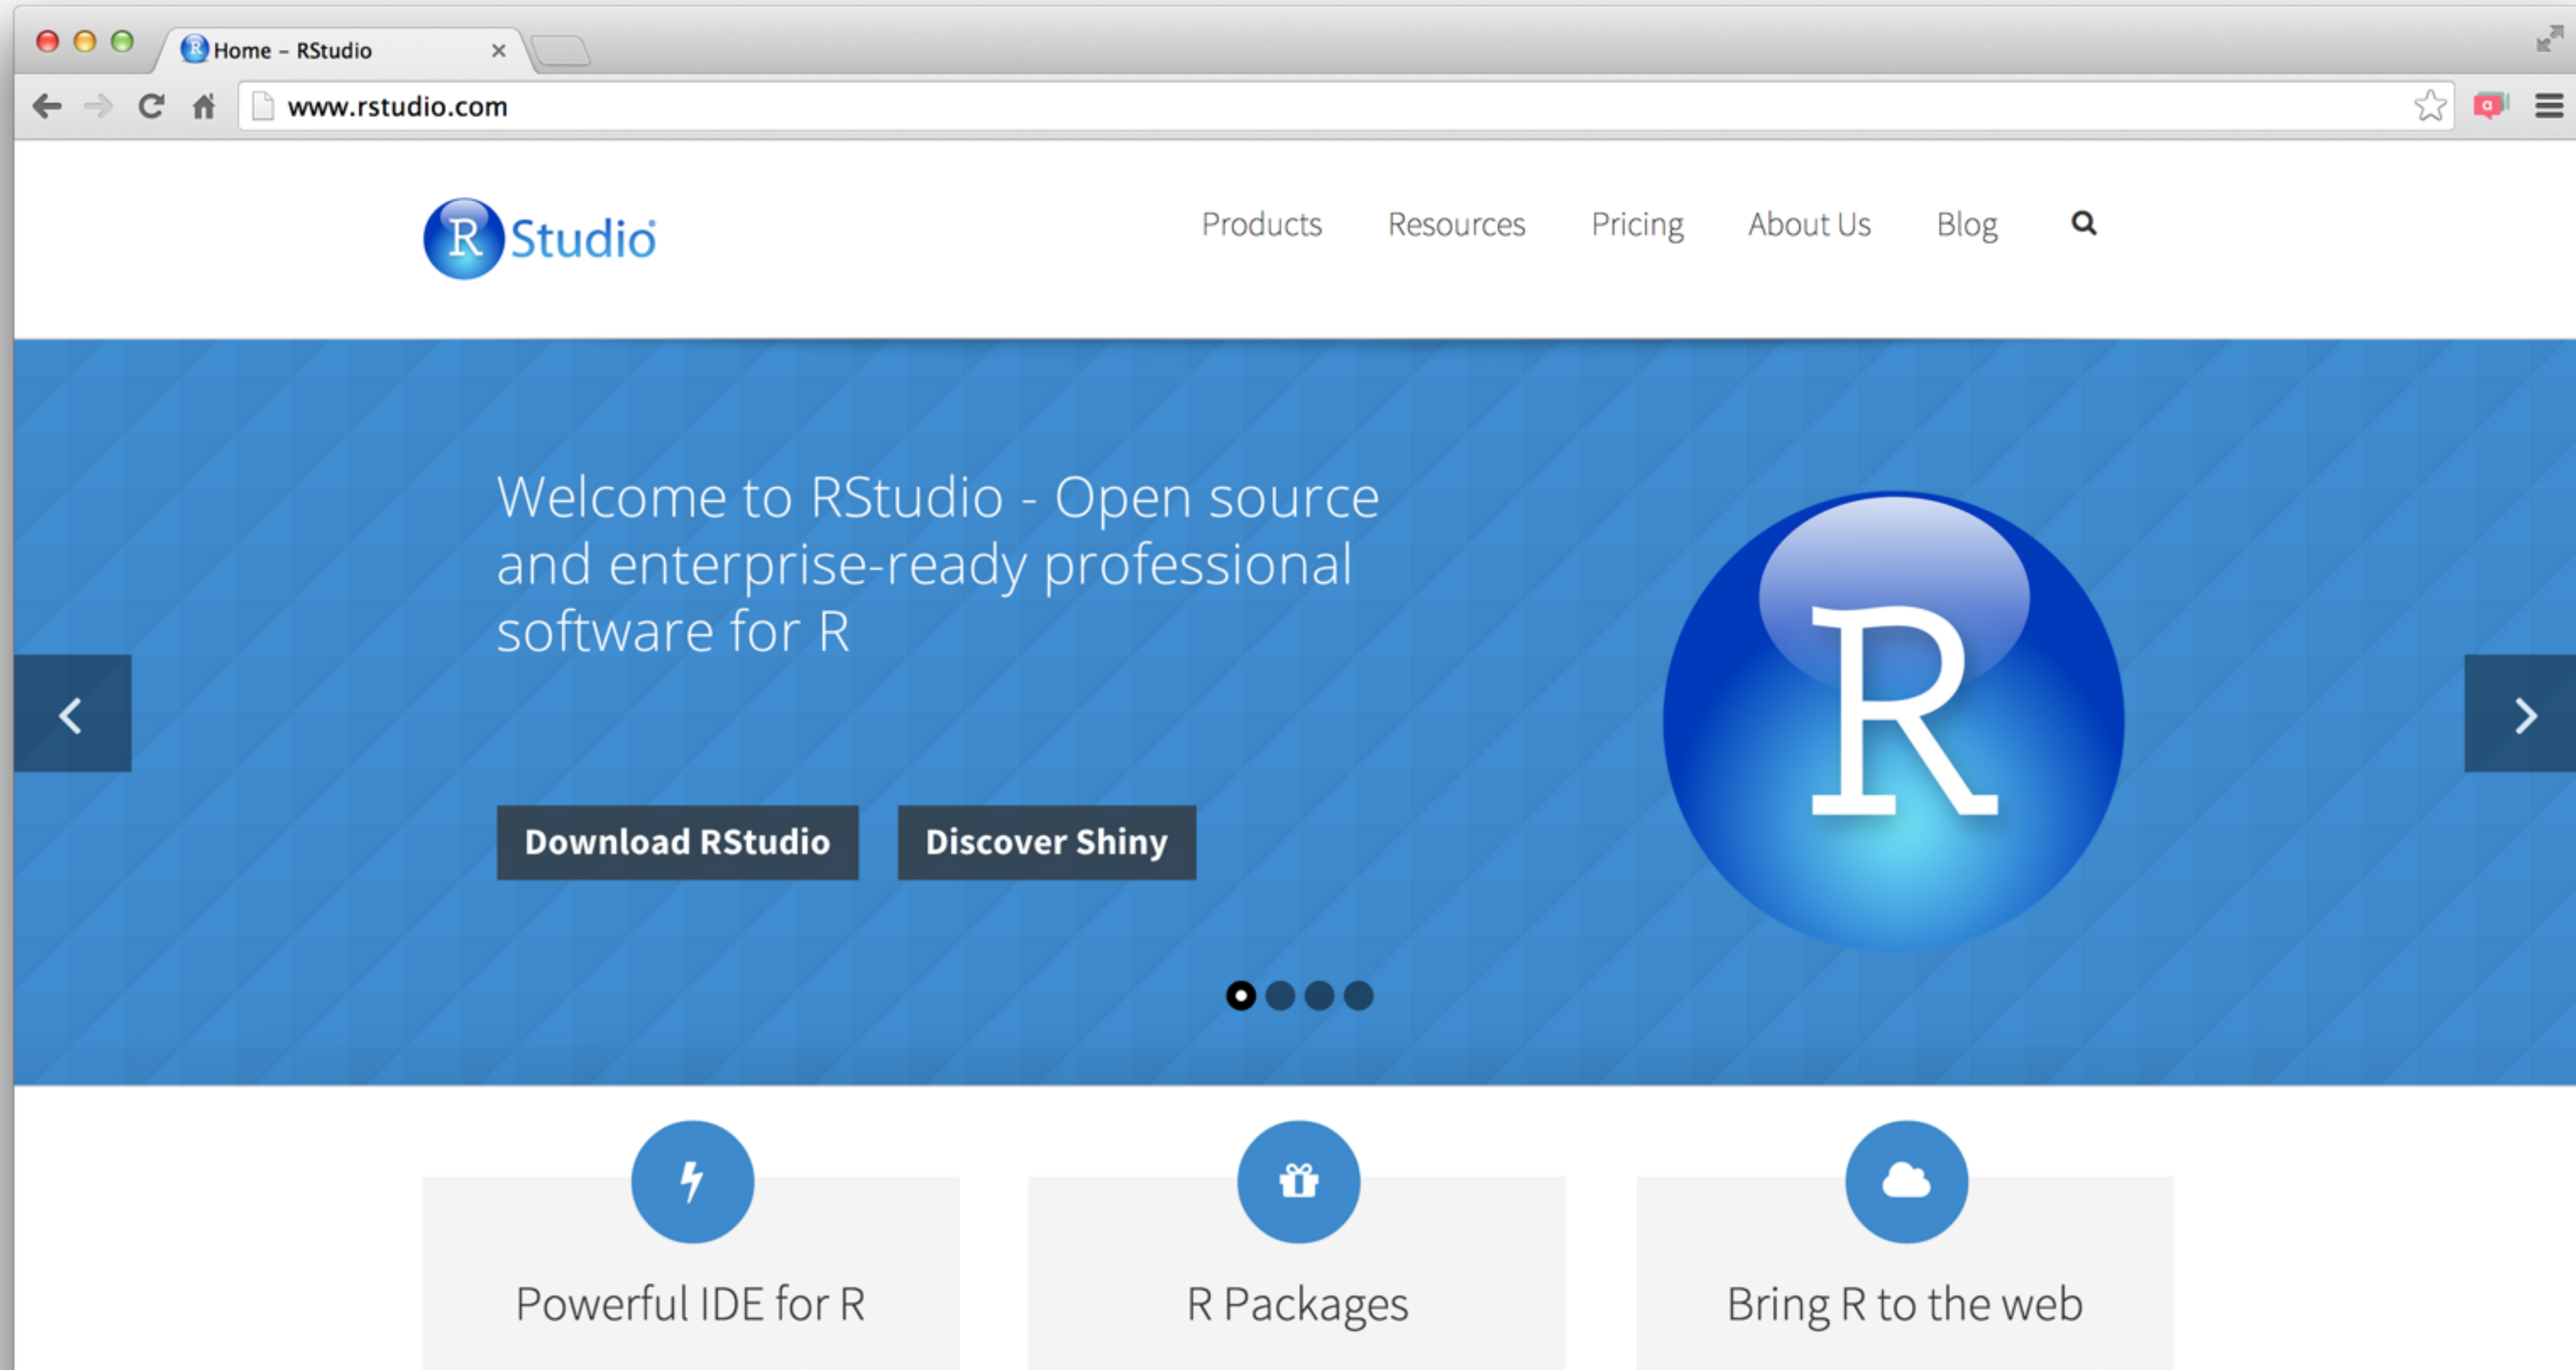 Home – RStudio
www.rstudio.com
R Studio®
Products Resources Pricing About Us Blog
Welcome to RStudio - Open source
and enterprise-ready professional
software for R
R
Download RStudio Discover Shiny
Powerful IDE for R R Packages Bring R to the web